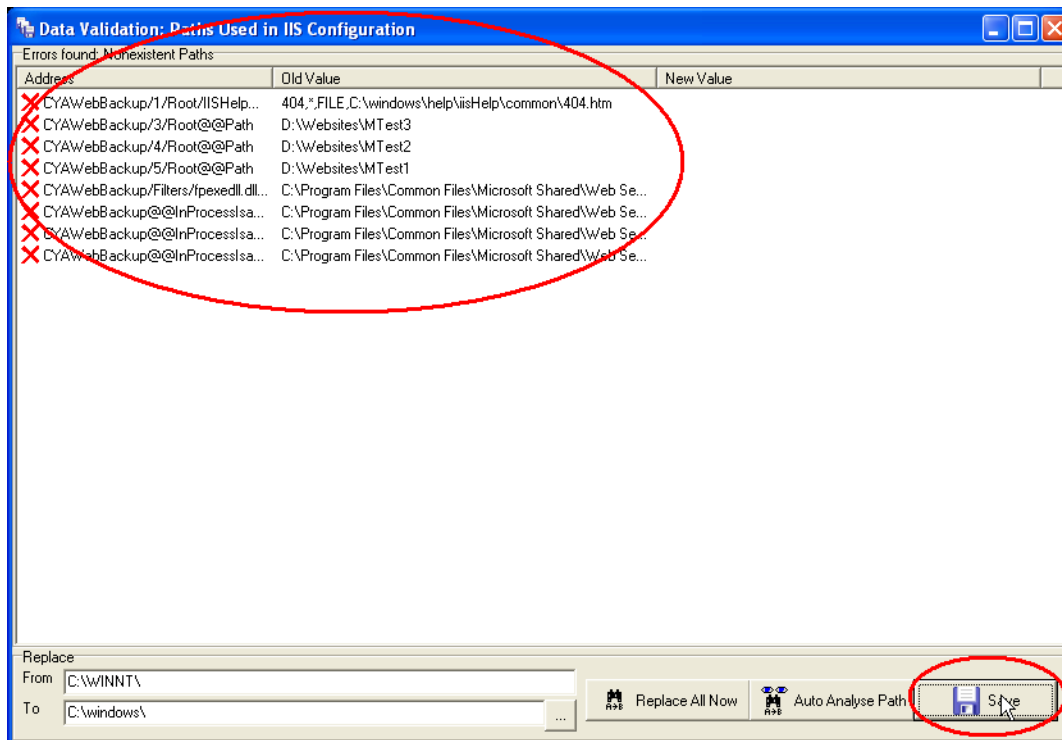 Data Validation: Paths Used in IIS Configuration
Errors found: Nonexistent Paths
Address Old Value New Value
CYAWebBackup/1/Root/IISHelp... 404,*,FILE,C:\windows\help\iisHelp\common\404.htm
CYAWebBackup/3/Root@@Path D:\Websites\MTest3
CYAWebBackup/4/Root@@Path D:\Websites\MTest2
CYAWebBackup/5/Root@@Path D:\Websites\MTest1
CYAWebBackup/Filters/fpexedll.dll... C:\Program Files\Common Files\Microsoft Shared\Web Se...
CYAWebBackup@@InProcessIsa... C:\Program Files\Common Files\Microsoft Shared\Web Se...
CYAWebBackup@@InProcessIsa... C:\Program Files\Common Files\Microsoft Shared\Web Se...
CYAWebBackup@@InProcessIsa... C:\Program Files\Common Files\Microsoft Shared\Web Se...
Replace
From C:\WINNT\
To C:\windows\ ...
A→B Replace All Now A→B Auto Analyse Path Save